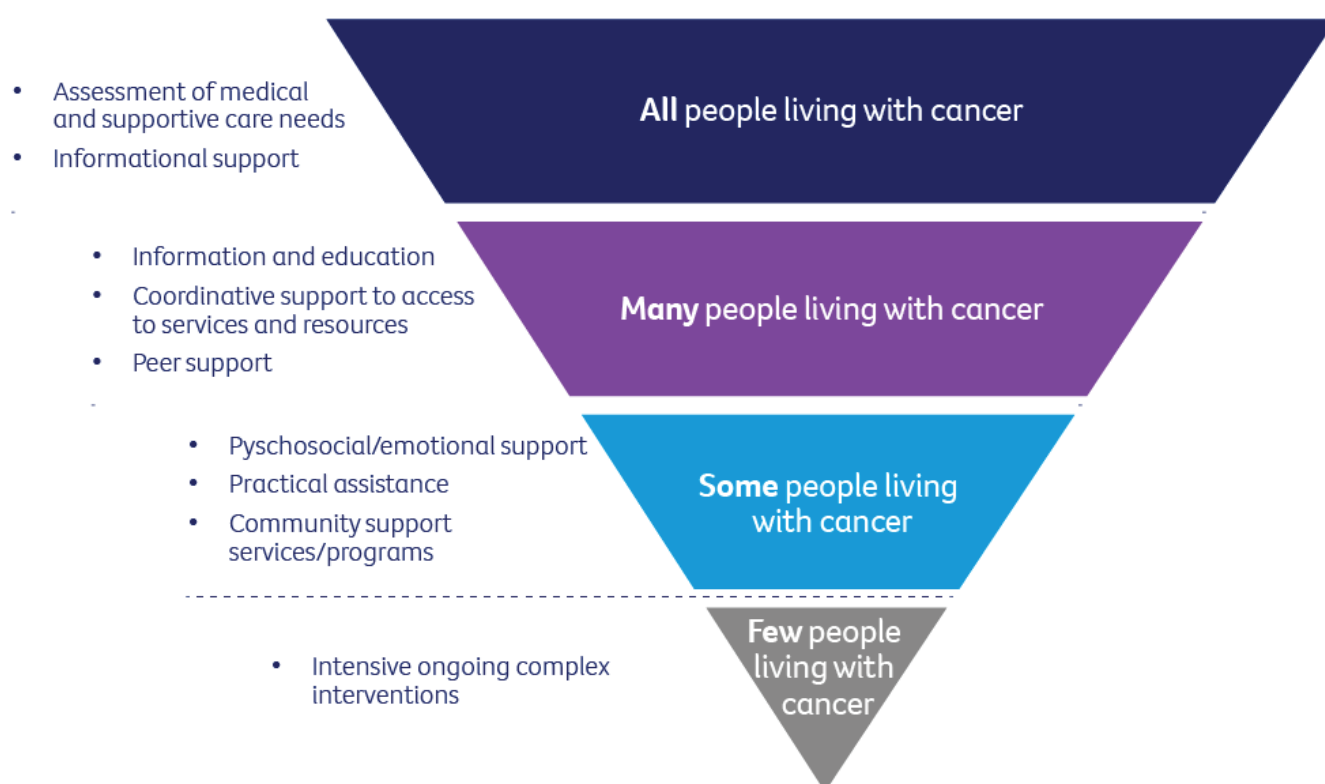 • Assessment of medical
and supportive care needs
• Informational support
All people living with cancer
• Information and education
• Coordinative support to access
to services and resources
• Peer support
Many people living with cancer
• Pyschosocial/emotional support
• Practical assistance
• Community support
services/programs
Some people living
with cancer
• Intensive ongoing complex
interventions
Few people
living with
cancer